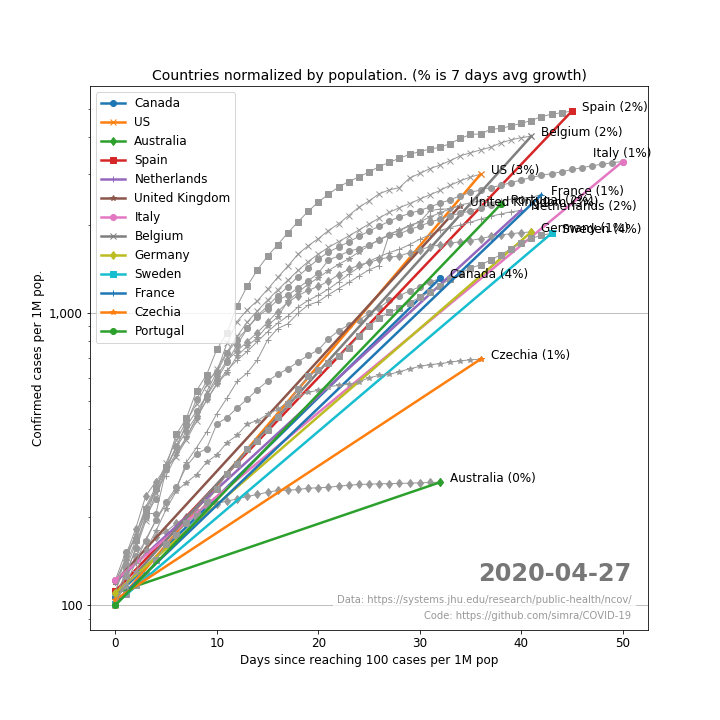 Countries normalized by population. (% is 7 days avg growth)
Canada
US
Australia
Spain
Netherlands
United Kingdom
Italy
Belgium
Germany
Sweden
France
Czechia
Portugal
Spain (2%)
Belgium (2%)
Italy (1%)
US (3%)
France (1%)
United Kingdom
Netherlands (2%)
Germany (1%)
Sweden (4%)
Canada (4%)
Czechia (1%)
Australia (0%)
1,000
100
Confirmed cases per 1M pop.
2020-04-27
Data: https://systems.jhu.edu/research/public-health/ncov/
Code: https://github.com/simra/COVID-19
0
10
20
30
40
50
Days since reaching 100 cases per 1M pop